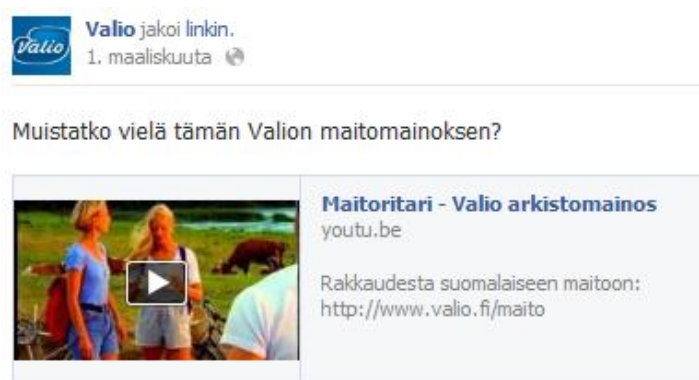 Valio
Valio jakoi linkin.
1. maaliskuuta
Muistatko vielä tämän Valion maitomainoksen?
Maitoritari - Valio arkistomainos
youtu.be
Rakkaudesta suomalaiseen maitoon:
http://www.valio.fi/maito